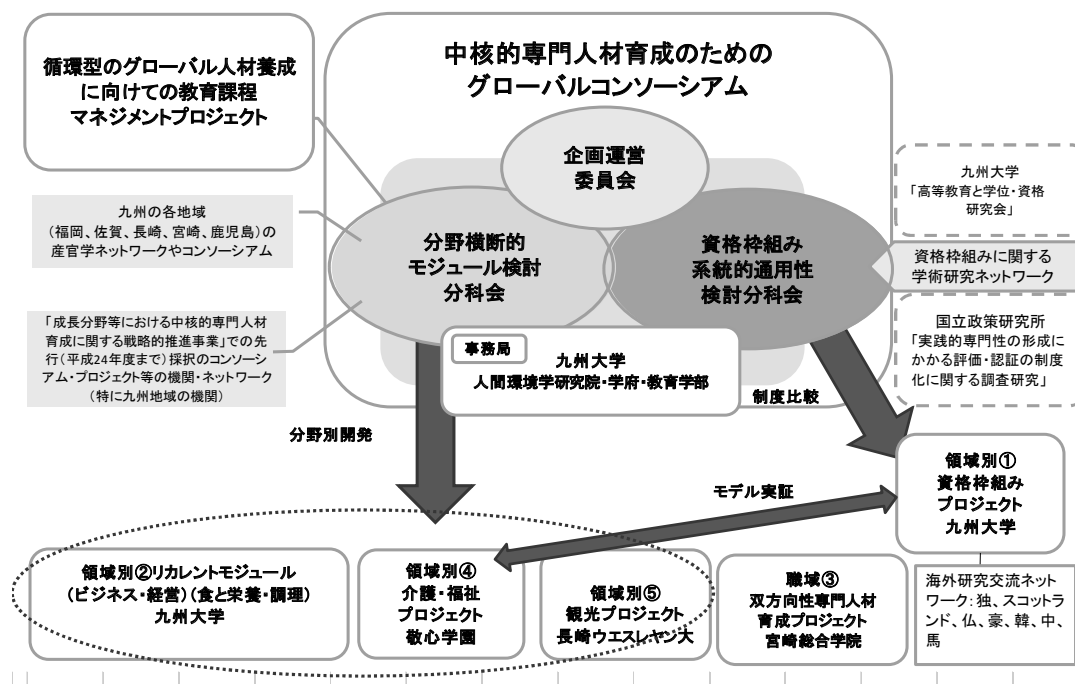 循環型のグローバル人材養成
に向けての教育課程
マネジメントプロジェクト
中核的専門人材育成のための
グローバルコンソーシアム
企画運営
委員会
九州の各地域
（福岡、佐賀、長崎、宮崎、鹿児島）の
産官学ネットワークやコンソーシアム
分野横断的
モジュール検討
分科会
資格枠組み
系統的通用性
検討分科会
九州大学
「高等教育と学位・資格
研究会」
資格枠組みに関する
学術研究ネットワーク
「成長分野等における中核的専門人材
育成に関する戦略的推進事業」での先
行（平成24年度まで）採択のコンソーシ
アム・プロジェクト等の機関・ネットワーク
（特に九州地域の機関）
国立政策研究所
「実践的専門性の形成に
かかる評価・認証の制度
化に関する調査研究」
事務局
九州大学
人間環境学研究院・学府・教育学部
制度比較
分野別開発
モデル実証
領域別①
資格枠組み
プロジェクト
九州大学
領域別②リカレントモジュール
（ビジネス・経営）（食と栄養・調理）
九州大学
領域別④
介護・福祉
プロジェクト
敬心学園
領域別⑤
観光プロジェクト
長崎ウエスレヤン大
職域③
双方向性専門人材
育成プロジェクト
宮崎総合学院
海外研究交流ネット
ワーク：独、スコットラ
ンド、仏、豪、韓、中、
馬